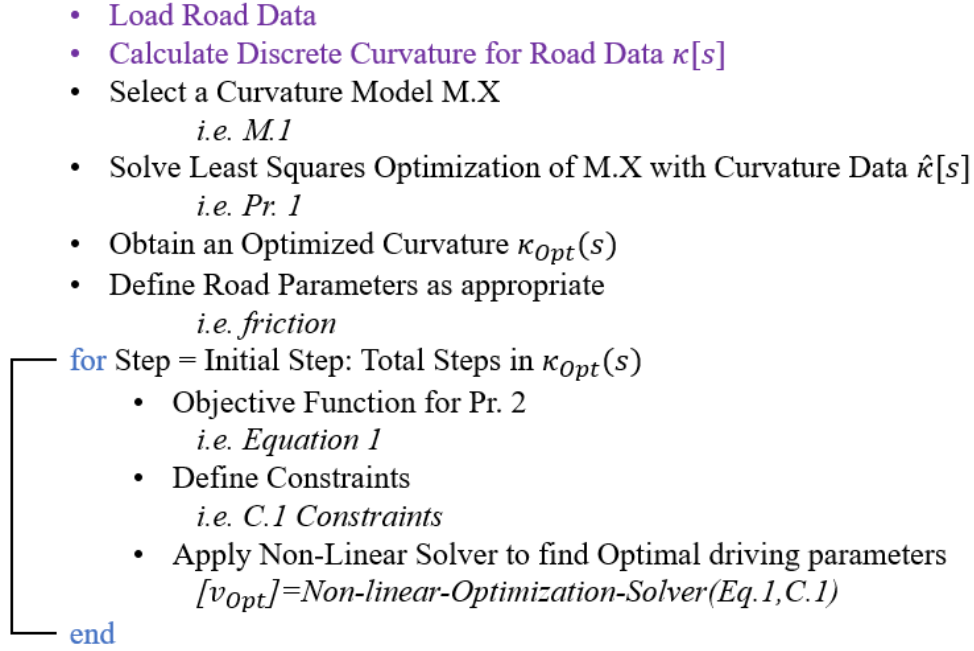 • Load Road Data
• Calculate Discrete Curvature for Road Data κ[s]
• Select a Curvature Model M.X
i.e. M.1
• Solve Least Squares Optimization of M.X with Curvature Data κ̂[s]
i.e. Pr. 1
• Obtain an Optimized Curvature κ_Opt(s)
• Define Road Parameters as appropriate
i.e. friction
for Step = Initial Step: Total Steps in κ_Opt(s)
• Objective Function for Pr. 2
i.e. Equation 1
• Define Constraints
i.e. C.1 Constraints
• Apply Non-Linear Solver to find Optimal driving parameters
[v_Opt]=Non-linear-Optimization-Solver(Eq.1,C.1)
end